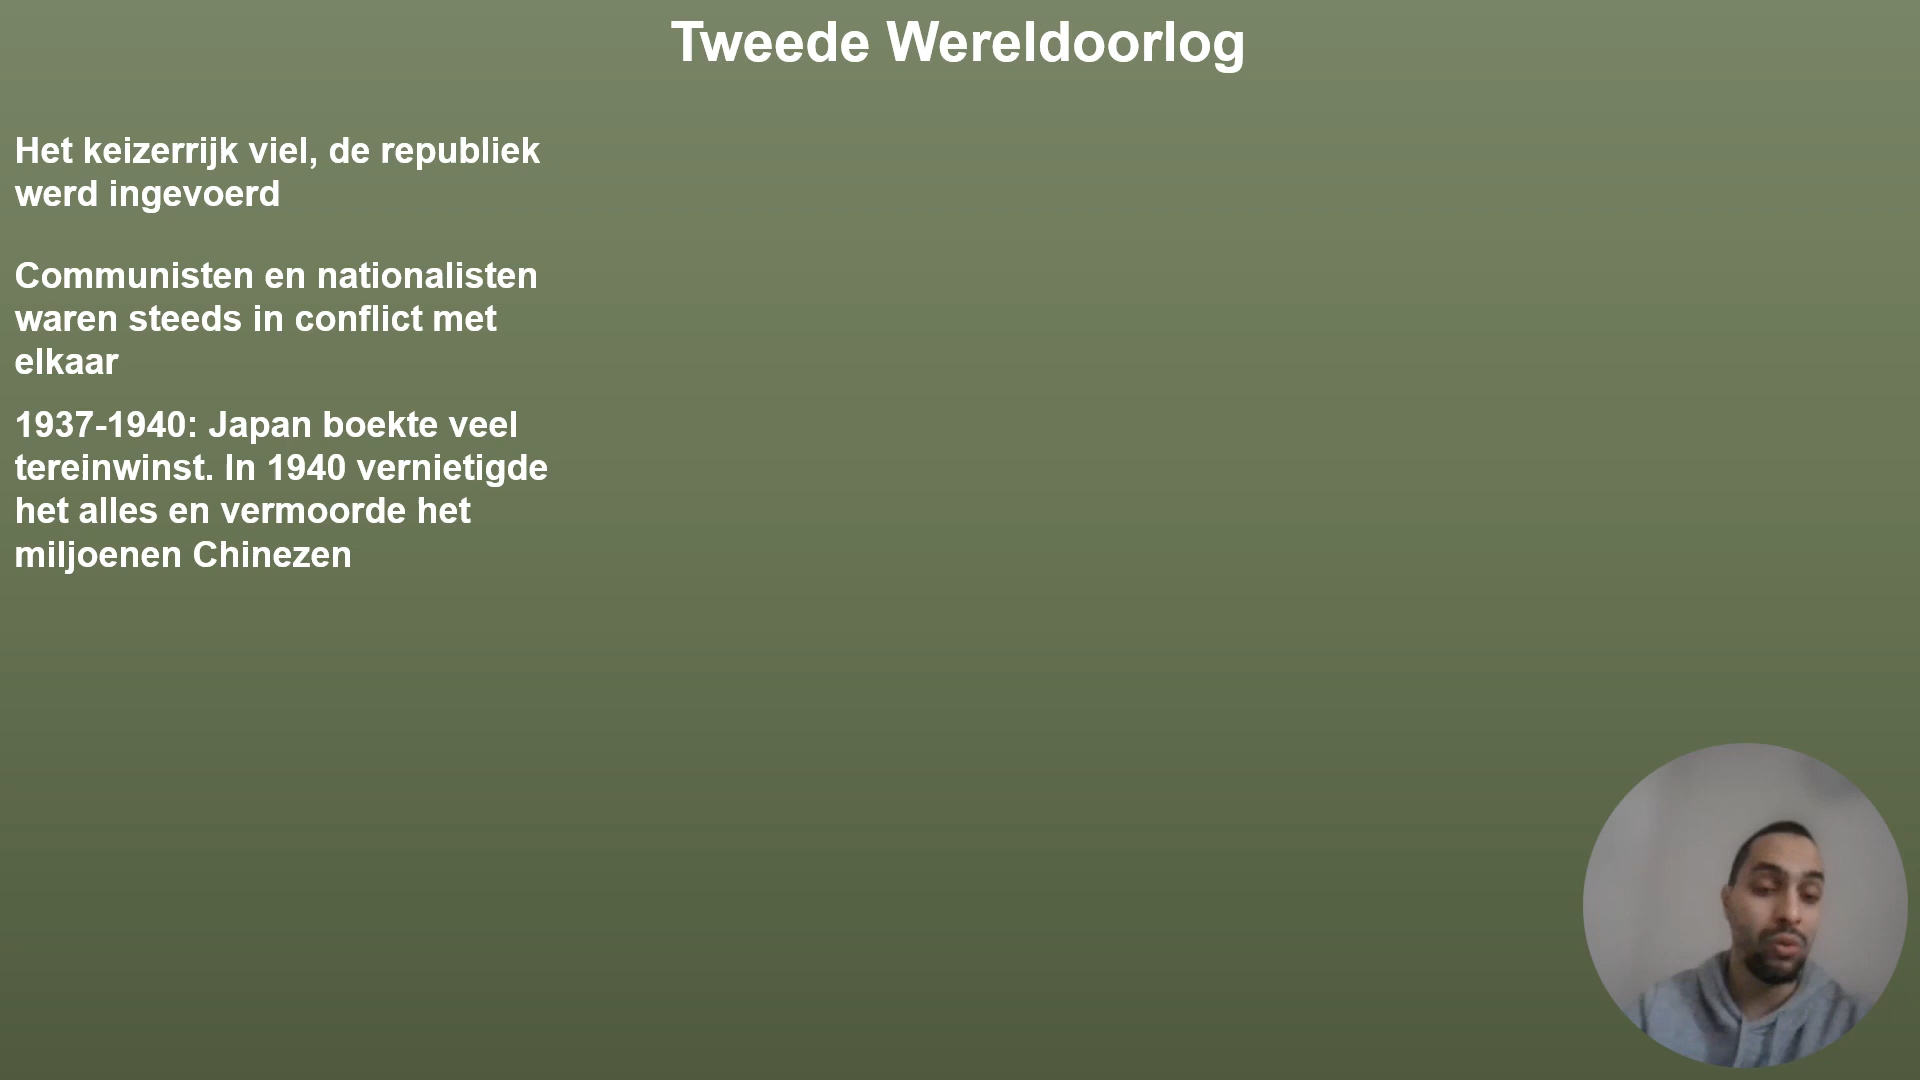 Tweede Wereldoorlog
Het keizerrijk viel, de republiek
werd ingevoerd
Communisten en nationalisten
waren steeds in conflict met
elkaar
1937-1940: Japan boekte veel
tereinwinst. In 1940 vernietigde
het alles en vermoorde het
miljoenen Chinezen